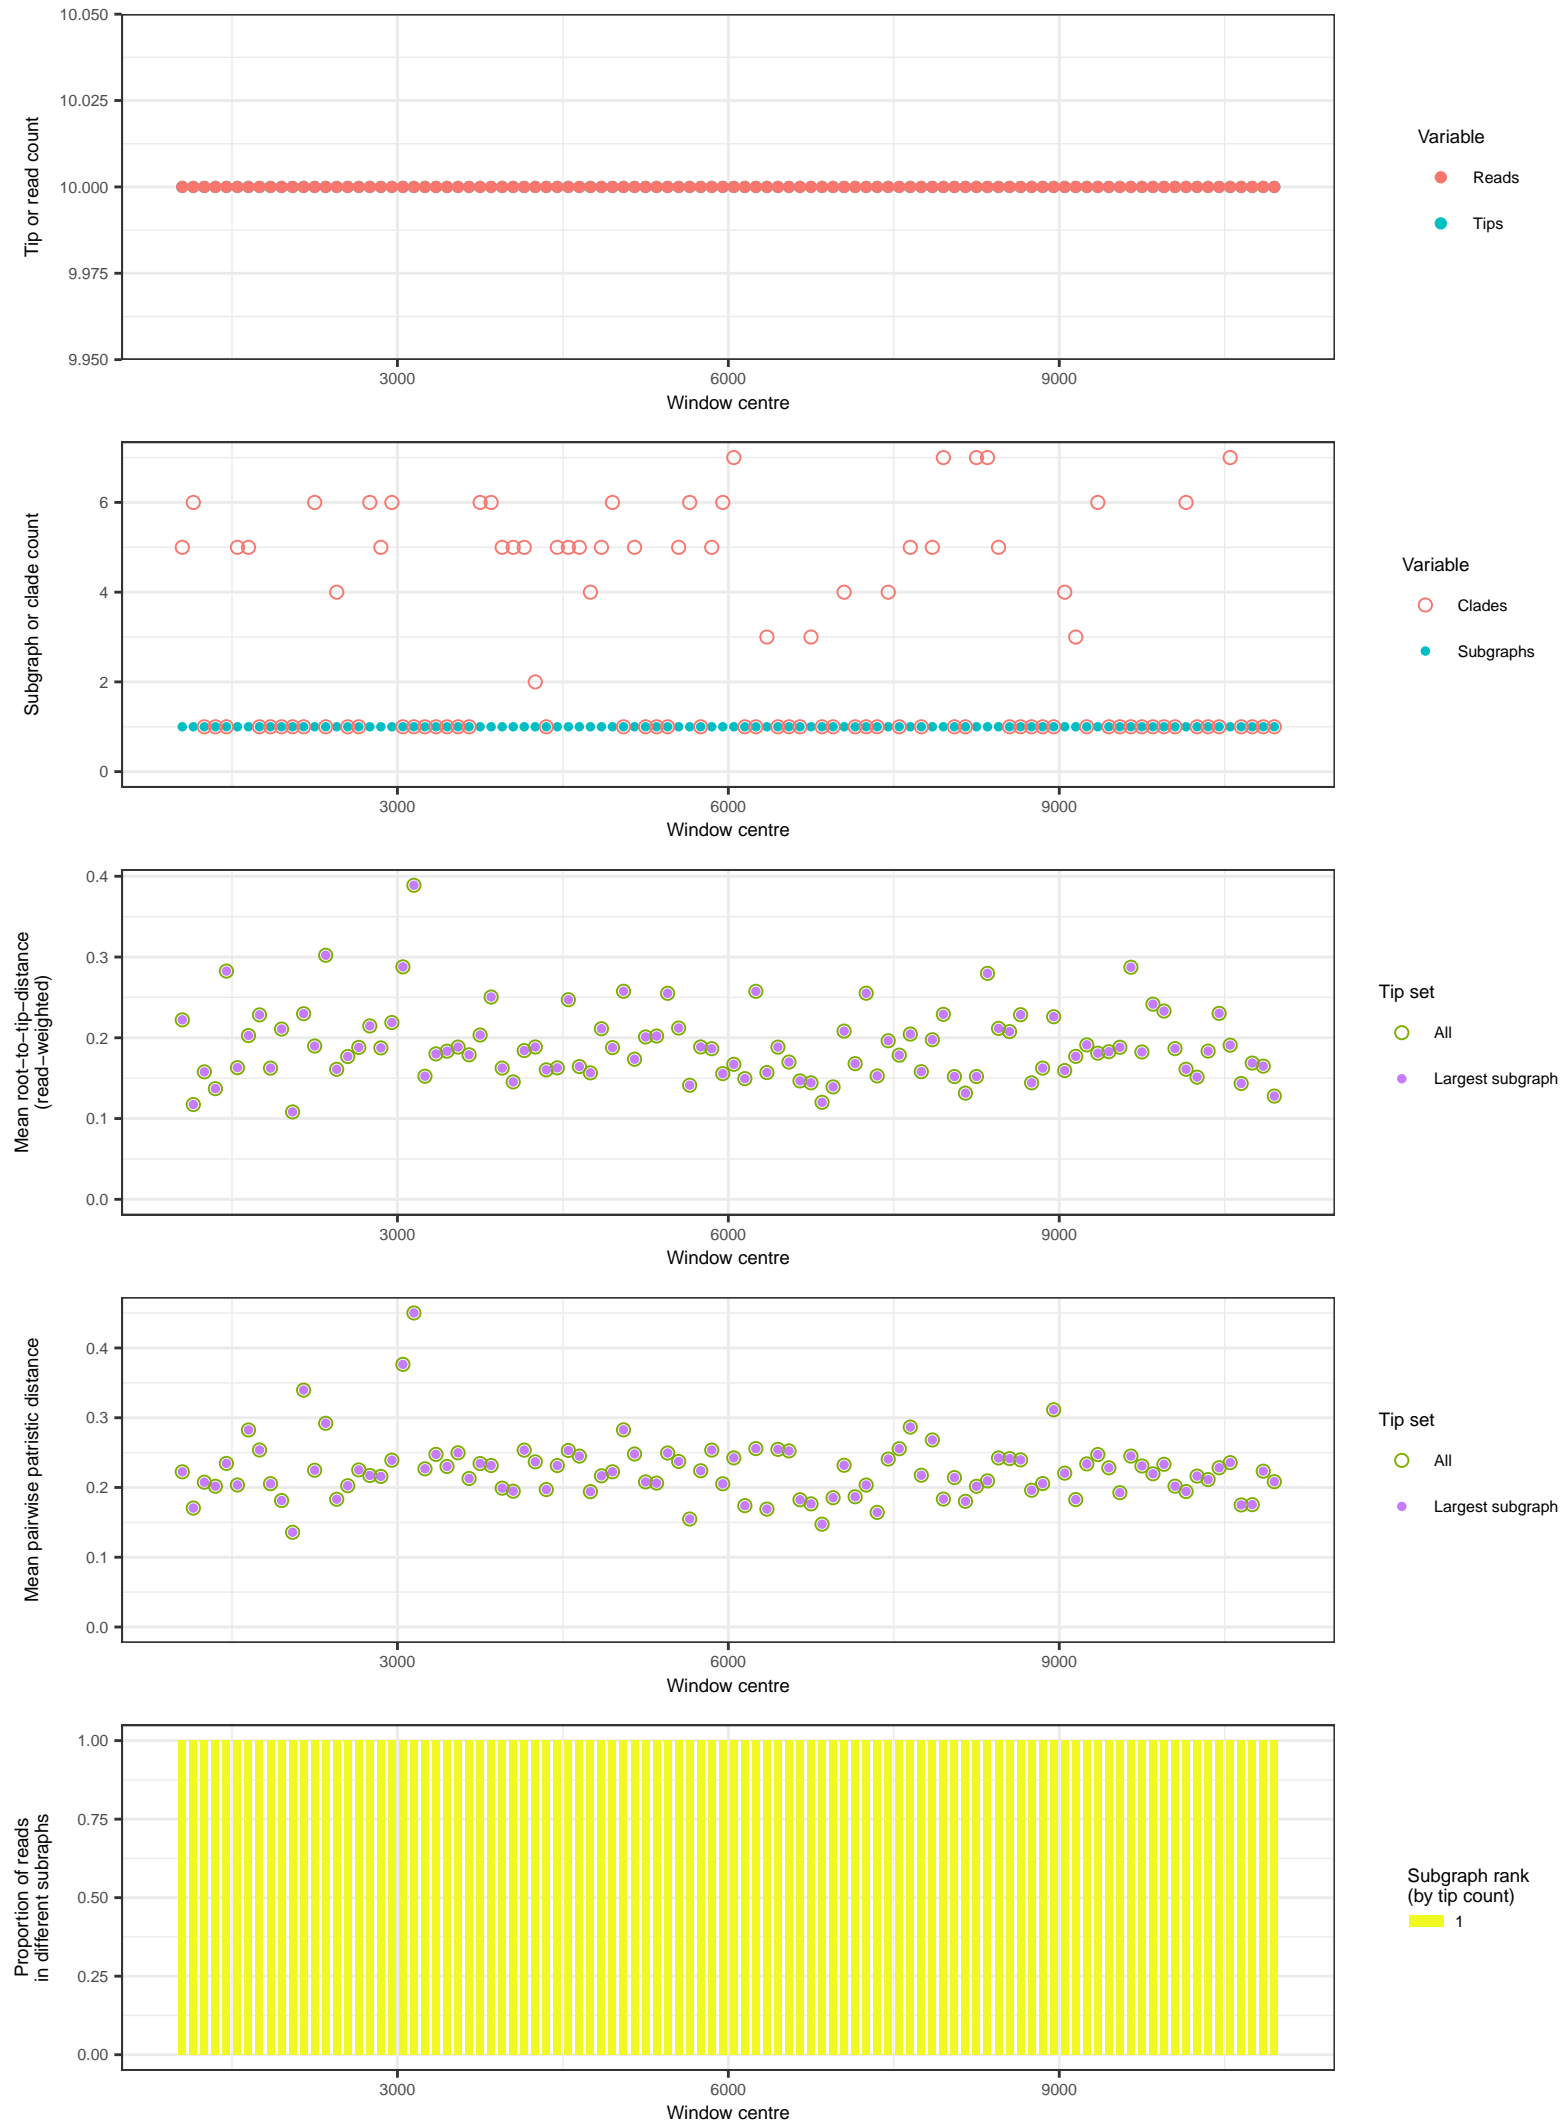 10.050
10.025
10.000
9.975
9.950
Tip or read count
3000
6000
9000
Window centre
Variable
Reads
Tips
6
4
2
0
Subgraph or clade count
3000
6000
9000
Window centre
Variable
Clades
Subgraphs
0.4
0.3
0.2
0.1
0.0
Mean root−to−tip−distance
(read−weighted)
3000
6000
9000
Window centre
Tip set
All
Largest subgraph
0.4
0.3
0.2
0.1
0.0
Mean pairwise patristic distance
3000
6000
9000
Window centre
Tip set
All
Largest subgraph
1.00
0.75
0.50
0.25
0.00
Proportion of reads
in different subraphs
3000
6000
9000
Window centre
Subgraph rank
(by tip count)
1